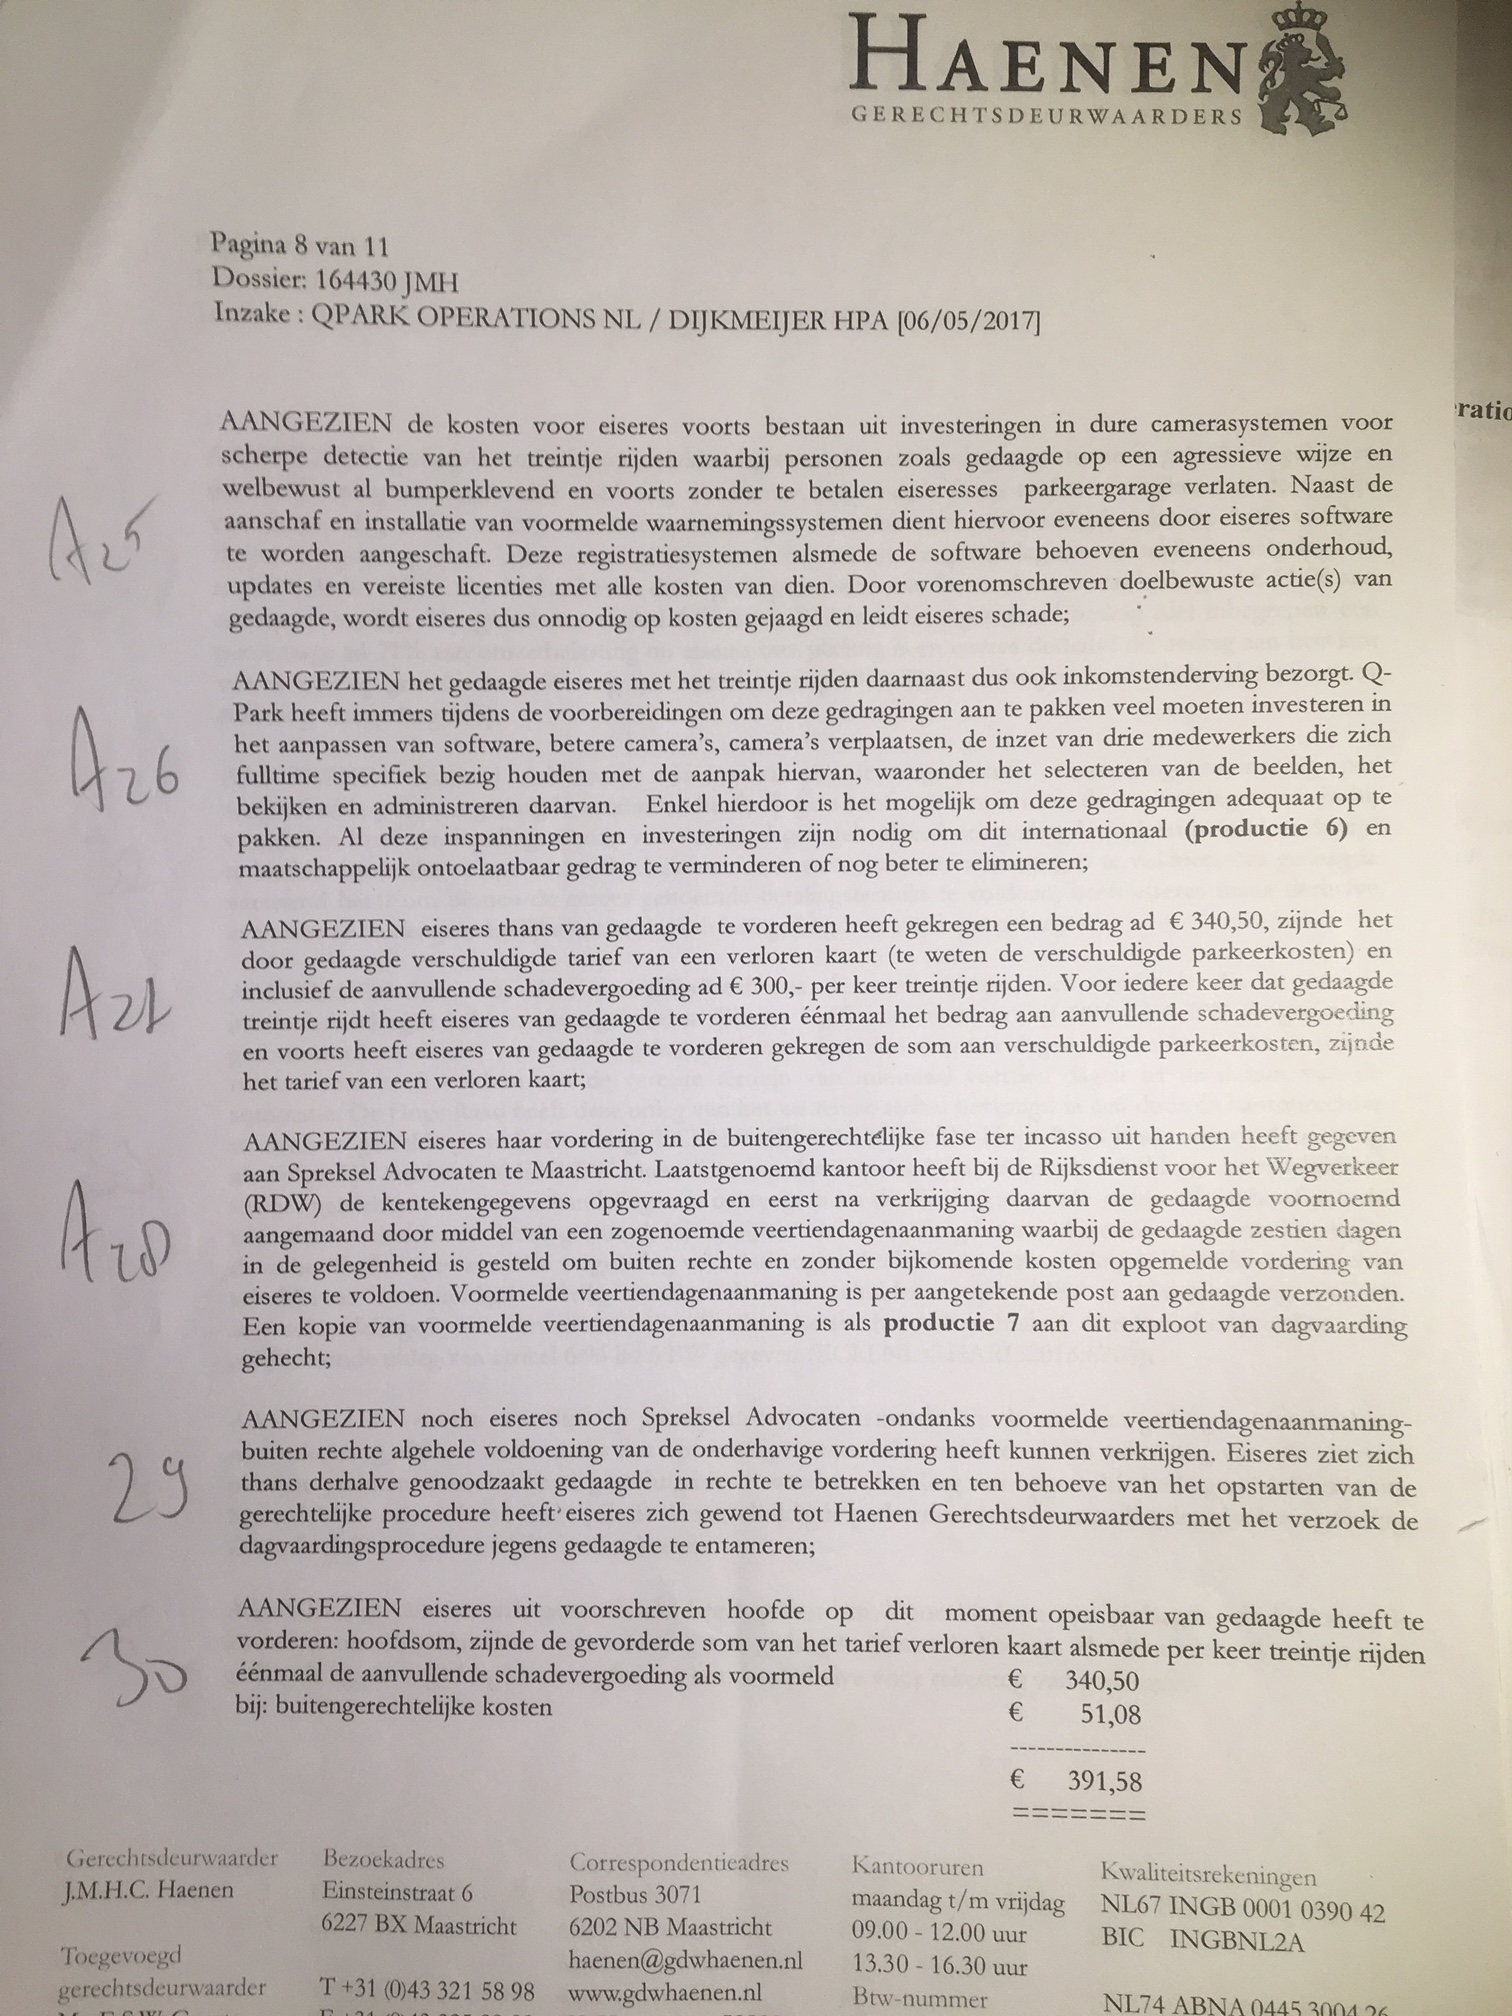 HAENEN
GERECHTSDEURWAARDERS
Pagina 8 van 11
Dossier: 164430 JMH
Inzake : QPARK OPERATIONS NL / DIJKMEIJER HPA [06/05/2017]
ratio
AANGEZIEN de kosten voor eiseres voorts bestaan uit investeringen in dure camerasystemen voor
scherpe detectie van het treintje rijden waarbij personen zoals gedaagde op een agressieve wijze en
welbewust al bumperklevend en voorts zonder te betalen eiseresses parkeergarage verlaten. Naast de
A25 aanschaf en installatie van voormelde waarnemingssystemen dient hiervoor eveneens door eiseres software
te worden aangeschaft. Deze registratiesystemen alsmede de software behoeven eveneens onderhoud,
updates en vereiste licenties met alle kosten van dien. Door vorenomschreven doelbewuste actie(s) van
gedaagde, wordt eiseres dus onnodig op kosten gejaagd en leidt eiseres schade;
AANGEZIEN het gedaagde eiseres met het treintje rijden daarnaast dus ook inkomstenderving bezorgt. Q-
Park heeft immers tijdens de voorbereidingen om deze gedragingen aan te pakken veel moeten investeren in
het aanpassen van software, betere camera's, camera's verplaatsen, de inzet van drie medewerkers die zich
A26 fulltime specifiek bezig houden met de aanpak hiervan, waaronder het selecteren van de beelden, het
bekijken en administreren daarvan. Enkel hierdoor is het mogelijk om deze gedragingen adequaat op te
pakken. Al deze inspanningen en investeringen zijn nodig om dit internationaal (productie 6) en
maatschappelijk ontoelaatbaar gedrag te verminderen of nog beter te elimineren;
AANGEZIEN eiseres thans van gedaagde te vorderen heeft gekregen een bedrag ad € 340,50, zijnde het
door gedaagde verschuldigde tarief van een verloren kaart (te weten de verschuldigde parkeerkosten) en
inclusief de aanvullende schadevergoeding ad € 300,- per keer treintje rijden. Voor iedere keer dat gedaagde
treintje rijdt heeft eiseres van gedaagde te vorderen éénmaal het bedrag aan aanvullende schadevergoeding
en voorts heeft eiseres van gedaagde te vorderen gekregen de som aan verschuldigde parkeerkosten, zijnde
het tarief van een verloren kaart;
AANGEZIEN eiseres haar vordering in de buitengerechtelijke fase ter incasso uit handen heeft gegeven
aan Spreksel Advocaten te Maastricht. Laatstgenoemd kantoor heeft bij de Rijksdienst voor het Wegverkeer
(RDW) de kentekengegevens opgevraagd en eerst na verkrijging daarvan de gedaagde voornoemd
A28 aangemaand door middel van een zogenoemde veertiendagenaanmaning waarbij de gedaagde zestien dagen
in de gelegenheid is gesteld om buiten rechte en zonder bijkomende kosten opgemelde vordering van
eiseres te voldoen. Voormelde veertiendagenaanmaning is per aangetekende post aan gedaagde verzonden.
Een kopie van voormelde veertiendagenaanmaning is als productie 7 aan dit exploot van dagvaarding
gehecht;
AANGEZIEN noch eiseres noch Spreksel Advocaten -ondanks voormelde veertiendagenaanmaning-
buiten rechte algehele voldoening van de onderhavige vordering heeft kunnen verkrijgen. Eiseres ziet zich
29 thans derhalve genoodzaakt gedaagde in rechte te betrekken en ten behoeve van het opstarten van de
gerechtelijke procedure heeft eiseres zich gewend tot Haenen Gerechtsdeurwaarders met het verzoek de
dagvaardingsprocedure jegens gedaagde te entameren;
AANGEZIEN eiseres uit voorschreven hoofde op dit moment opeisbaar van gedaagde heeft te
vorderen: hoofdsom, zijnde de gevorderde som van het tarief verloren kaart alsmede per keer treintje rijden
30 éénmaal de aanvullende schadevergoeding als voormeld € 340,50
bij: buitengerechtelijke kosten € 51,08
---------------
€ 391,58
=======
Gerechtsdeurwaarder
J.M.H.C. Haenen
Toegevoegd
gerechtsdeurwaarder
Bezoekadres
Einsteinstraat 6
6227 BX Maastricht
T +31 (0)43 321 58 98
Correspondentieadres
Postbus 3071
6202 NB Maastricht
haenen@gdwhaenen.nl
www.gdwhaenen.nl
Kantooruren
maandag t/m vrijdag
09.00 - 12.00 uur
13.30 - 16.30 uur
Btw-nummer
Kwaliteitsrekeningen
NL67 INGB 0001 0390 42
BIC INGBNL2A
NL74 ABNA 0445 3004 26